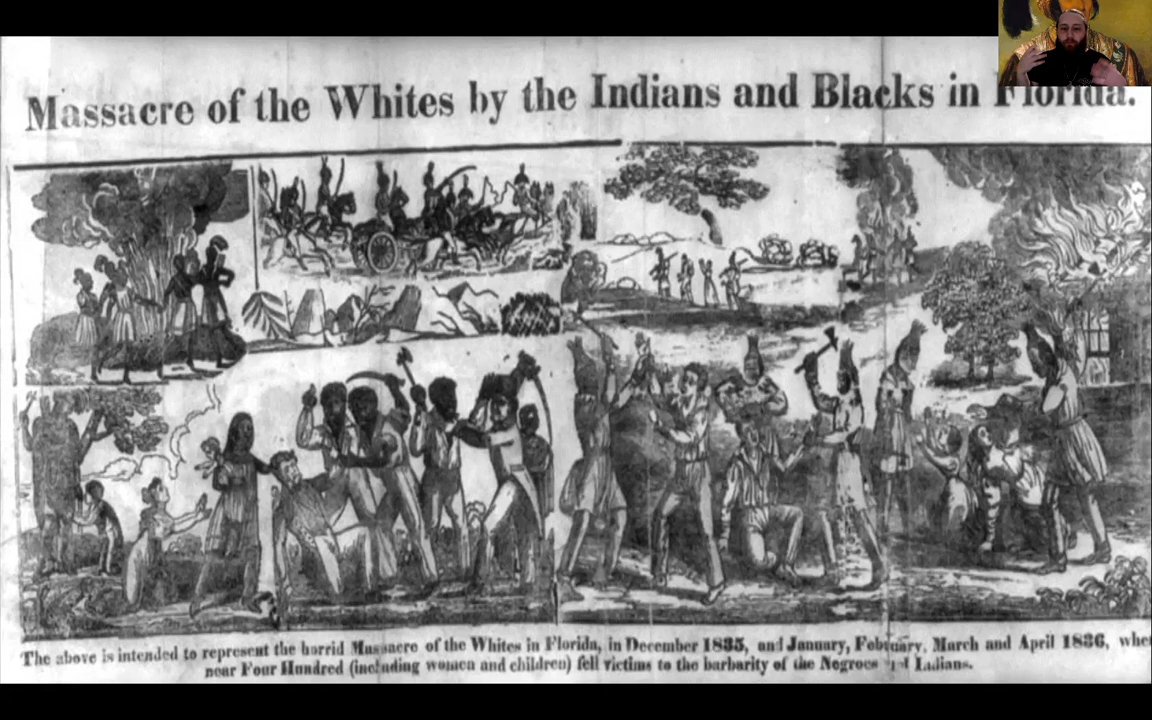 Massacre of the Whites by the Indians and Blacks in Florida.
The above is intended to represent the horrid Massacre of the Whites in Florida, in December 1835, and January, February, March and April 1836, whe
near Four Hundred (including women and children) fell victims to the barbarity of the Negroes and Indians.